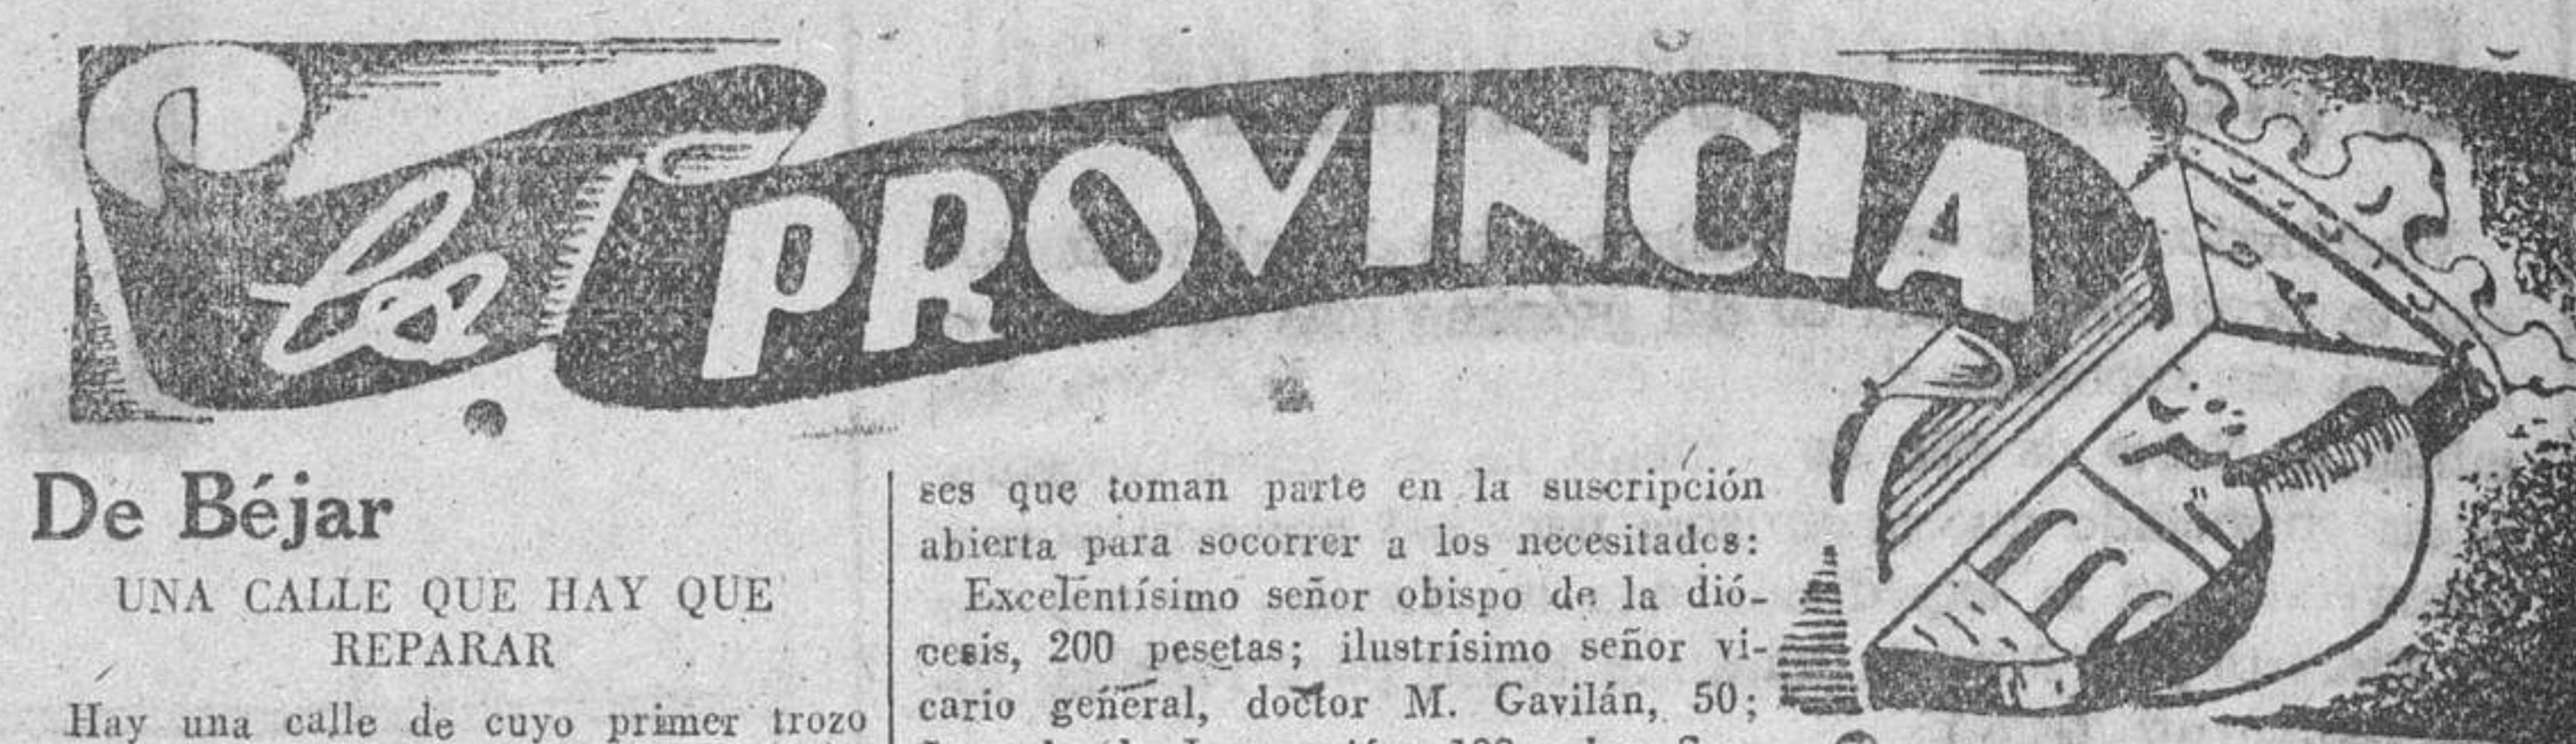 La PROVINCIA
De Béjar
UNA CALLE QUE HAY QUE
REPARAR
Hay una calle de cuyo primer trozo
ses que toman parte en la suscripción
abierta para socorrer a los necesitados:
Excelentísimo señor obispo de la dió-
cesis, 200 pesetas; ilustrísimo señor vi-
cario general, doctor M. Gavilán, 50;